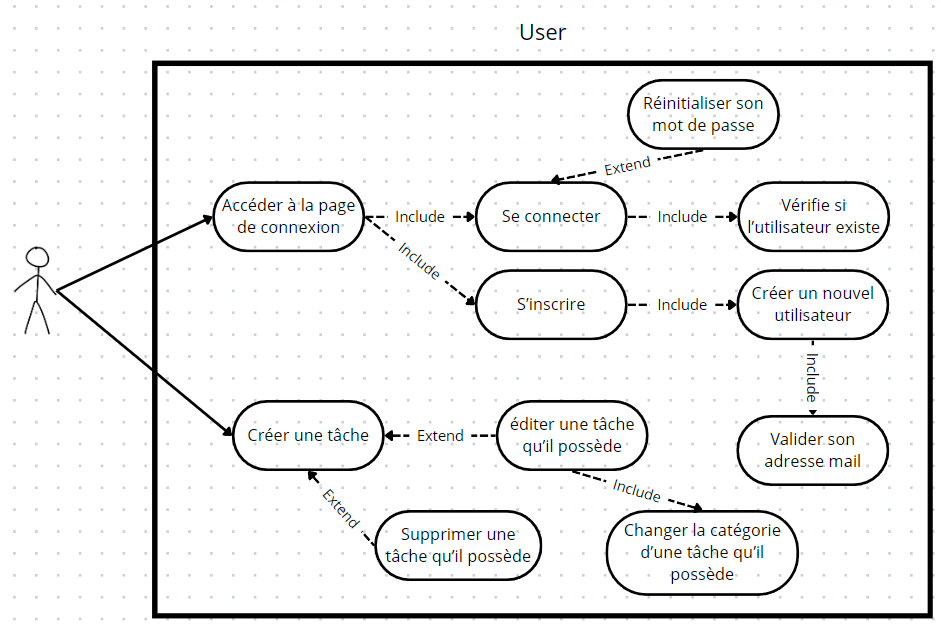 User
Réinitialiser son
mot de passe
Extend
Accéder à la page
de connexion
Include
Se connecter
Include
Vérifie si
l'utilisateur existe
Include
S'inscrire
Include
Créer un nouvel
utilisateur
Include
Créer une tâche
Extend
éditer une tâche
qu'il possède
Valider son
adresse mail
Extend
Include
Supprimer une
tâche qu'il possède
Changer la catégorie
d'une tâche qu'il
possède